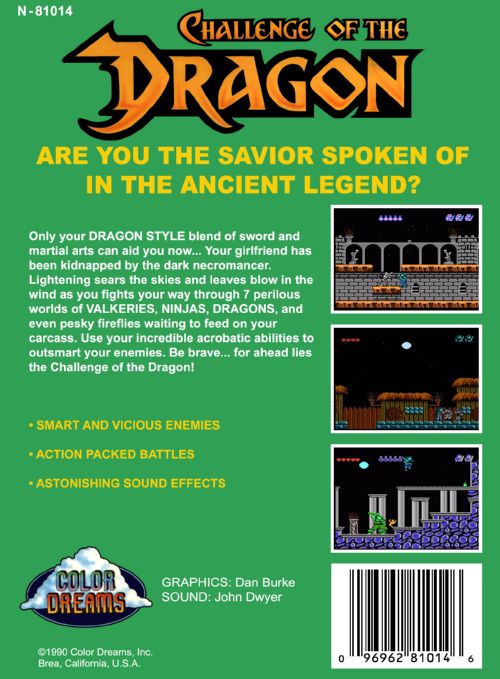 N-81014
CHALLENGE OF THE
DRAGON
ARE YOU THE SAVIOR SPOKEN OF
IN THE ANCIENT LEGEND?
Only your DRAGON STYLE blend of sword and
martial arts can aid you now... Your girlfriend has
been kidnapped by the dark necromancer.
Lightening sears the skies and leaves blow in the
wind as you fights your way through 7 perilous
worlds of VALKERIES, NINJAS, DRAGONS, and
even pesky fireflies waiting to feed on your
carcass. Use your incredible acrobatic abilities to
outsmart your enemies. Be brave... for ahead lies
the Challenge of the Dragon!
• SMART AND VICIOUS ENEMIES
• ACTION PACKED BATTLES
• ASTONISHING SOUND EFFECTS
COLOR
DREAMS
GRAPHICS: Dan Burke
SOUND: John Dwyer
©1990 Color Dreams, Inc.
Brea, California, U.S.A.
0 96962 81014 6